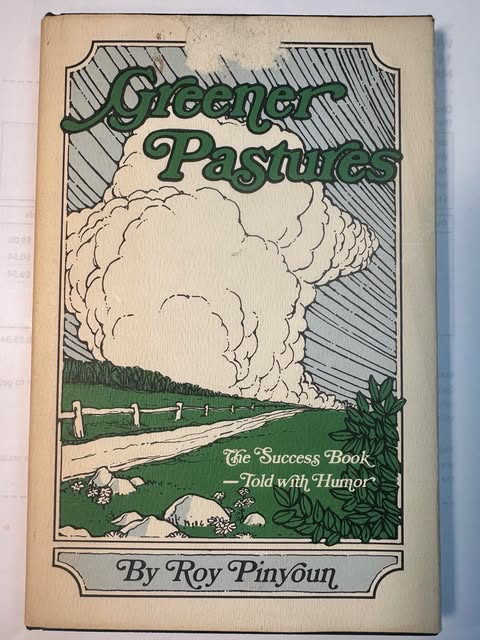 Greener
Pastures
The Success Book
—Told with Humor
By Roy Pinyoun